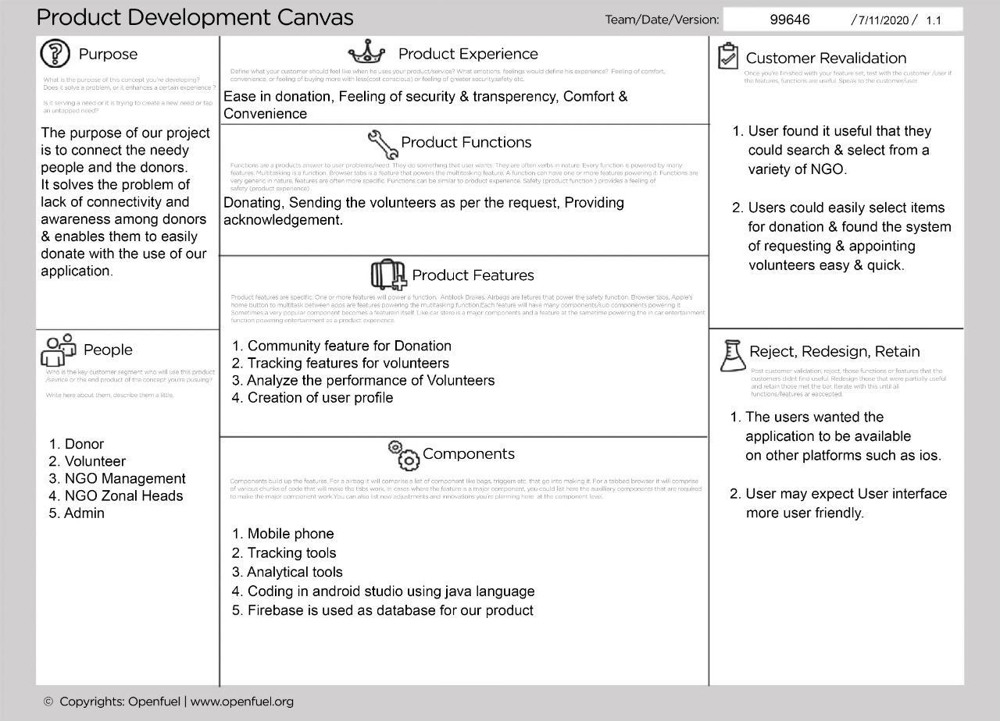 Product Development Canvas
Team/Date/Version: 99646 / 7/11/2020 / 1.1
Purpose
What is the purpose of this concept you're developing?
Does it solve a problem, or it enhances a certain experience ?
Is it serving a need or it is trying to create a new need or tap
an untapped need?
The purpose of our project
is to connect the needy
people and the donors.
It solves the problem of
lack of connectivity and
awareness among donors
& enables them to easily
donate with the use of our
application.
People
Who is the key customer segment who will use this product
/sevrice or the end product of the concept you're pusuing?
Write here about them, describe them a little.
1. Donor
2. Volunteer
3. NGO Management
4. NGO Zonal Heads
5. Admin
Product Experience
Define what your customer should feel like when he uses your product/service? What emotions, feelings would define his experience? Feeling of comfort,
convenience, or feeling of buying more with less(cost conscious) or feeling of greater security,safety etc.
Ease in donation, Feeling of security & transperency, Comfort &
Convenience
Product Functions
Functions are a products answer to user problems/need. They do something that user wants. They are often verbs in nature. Every function is powered by many
features. Multitasking is a function. Browser tabs is a feature that powers the multitasking feature. A function can have one or more features powering it. Functions are
very generic in nature, features are often more specific. Functions can be similar to product experience. Safety (product function ) provides a feeling of
safety (product experience)
Donating, Sending the volunteers as per the request, Providing
acknowledgement.
Product Features
Product features are specific. One or more features will power a function. Antilock Brakes, Airbags are fetures that power the safety function. Browser tabs, Apple's
home button to multitask between apps are features powering the mutitasking function.Each feature will have many components/sub components powering it.
Sometimes a very popular component becomes a featurein itself. Like car stero is a major components and a feature at the sametime powering the in car entertainment
function powering entertainment as a product experience.
1. Community feature for Donation
2. Tracking features for volunteers
3. Analyze the performance of Volunteers
4. Creation of user profile
Components
Components build up the features. For a airbag it will comprise a list of component like bags, triggers etc. that go into making it. For a tabbed browser it will comprise
of various chunks of code that will make the tabs work. In cases where the feature is a major component, you could list here the auxilliary components that are required
to make the major component work.You can also list new adjustments and innovations you're planning here at the component level.
1. Mobile phone
2. Tracking tools
3. Analytical tools
4. Coding in android studio using java language
5. Firebase is used as database for our product
Customer Revalidation
Once you're finished with your feature set, test with the customer /user if
the features, functions are useful. Speak to the customer/user.
1. User found it useful that they
could search & select from a
variety of NGO.
2. Users could easily select items
for donation & found the system
of requesting & appointing
volunteers easy & quick.
Reject, Redesign, Retain
Post customer validation, reject, those functions or features that the
customers didnt find useful. Redesign those that were partially useful
and retain those met the bar. Iterate with this until all
functions/features ar eaccepted.
1. The users wanted the
application to be available
on other platforms such as ios.
2. User may expect User interface
more user friendly.
© Copyrights: Openfuel | www.openfuel.org